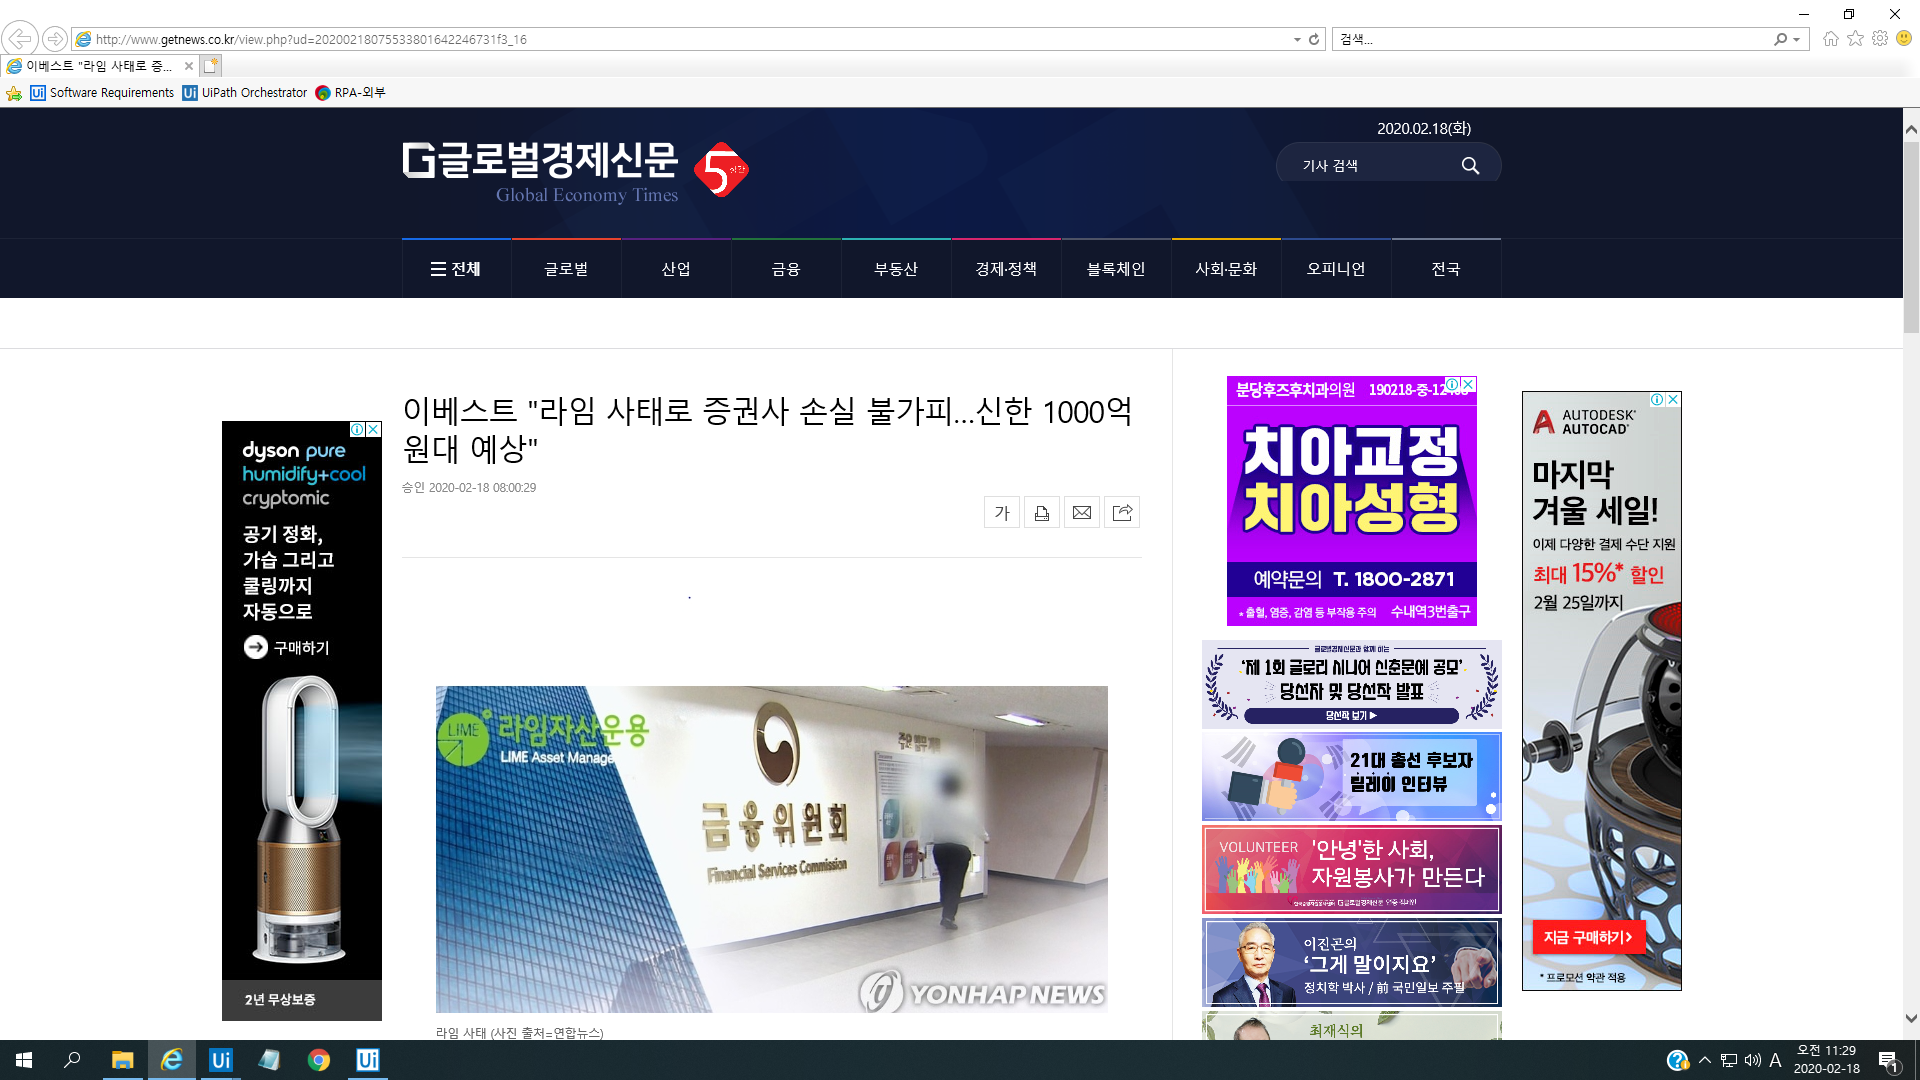 http://www.getnews.co.kr/view.php?ud=20200218075533801642246731f3_16
검색...
이베스트 "라임 사태로 증...
Software Requirements
UiPath Orchestrator
RPA-외부
2020.02.18(화)
글로벌경제신문
Global Economy Times
기사 검색
전체
글로벌
산업
금융
부동산
경제·정책
블록체인
사회·문화
오피니언
전국
이베스트 "라임 사태로 증권사 손실 불가피...신한 1000억
원대 예상"
승인 2020-02-18 08:00:29
가
dyson pure
humidify+cool
cryptomic
공기 정화,
가습 그리고
쿨링까지
자동으로
구매하기
2년 무상보증
LIME
라임자산운용
LIME Asset Manage
금융위원회
Financial Services Commission
YONHAP NEWS
라임 사태 (사진 출처=연합뉴스)
분당후즈후치과의원
치아교정
치아성형
예약문의 T. 1800-2871
* 출혈, 염증, 감염 등 부작용 주의 수내역3번출구
글로벌경제신문과 함께 하는
'제 1회 글로리 시니어 신춘문예 공모'
당선자 및 당선작 발표
당선작 보기 ▶
21대 총선 후보자
릴레이 인터뷰
VOLUNTEER
'안녕'한 사회,
자원봉사가 만든다
이진곤의
'그게 말이지요'
정치학 박사 / 前 국민일보 주필
최재식의
AUTODESK®
AUTOCAD®
마지막
겨울 세일!
이제 다양한 결제 수단 지원
최대 15%* 할인
2월 25일까지
지금 구매하기
* 프로모션 약관 적용
A
오전 11:29
2020-02-18
1